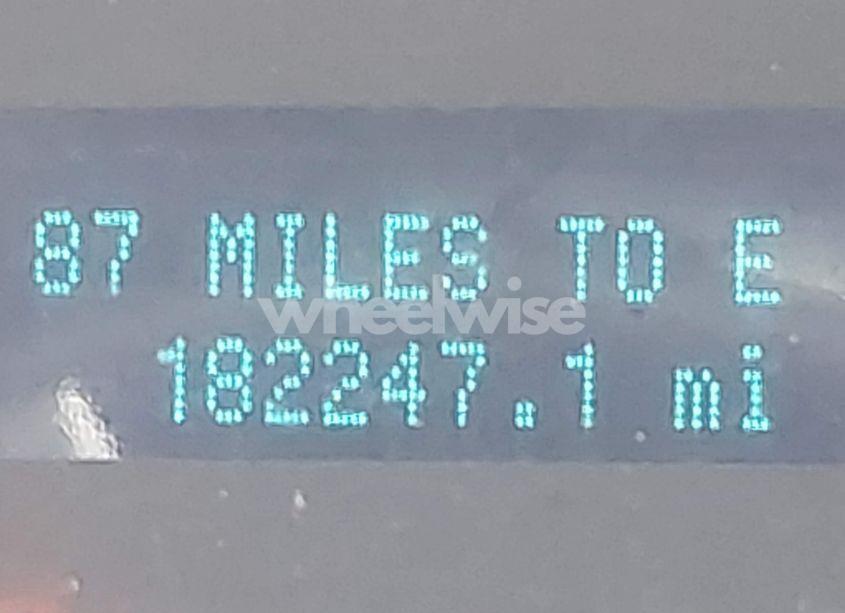 87 MILES TO E
wheelwise
182247.1 mi